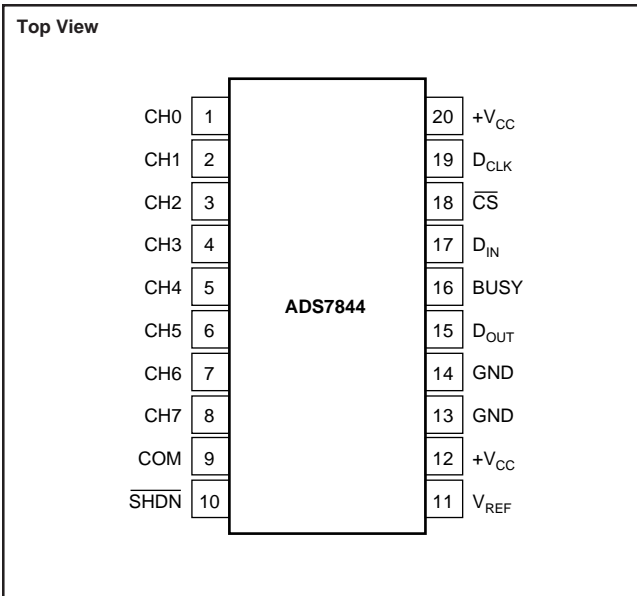 Top View
CH0 1 20 +VCC
CH1 2 19 DCLK
CH2 3 18 C̅S̅
CH3 4 17 DIN
CH4 5 16 BUSY
ADS7844
CH5 6 15 DOUT
CH6 7 14 GND
CH7 8 13 GND
COM 9 12 +VCC
S̅H̅D̅N̅ 10 11 VREF